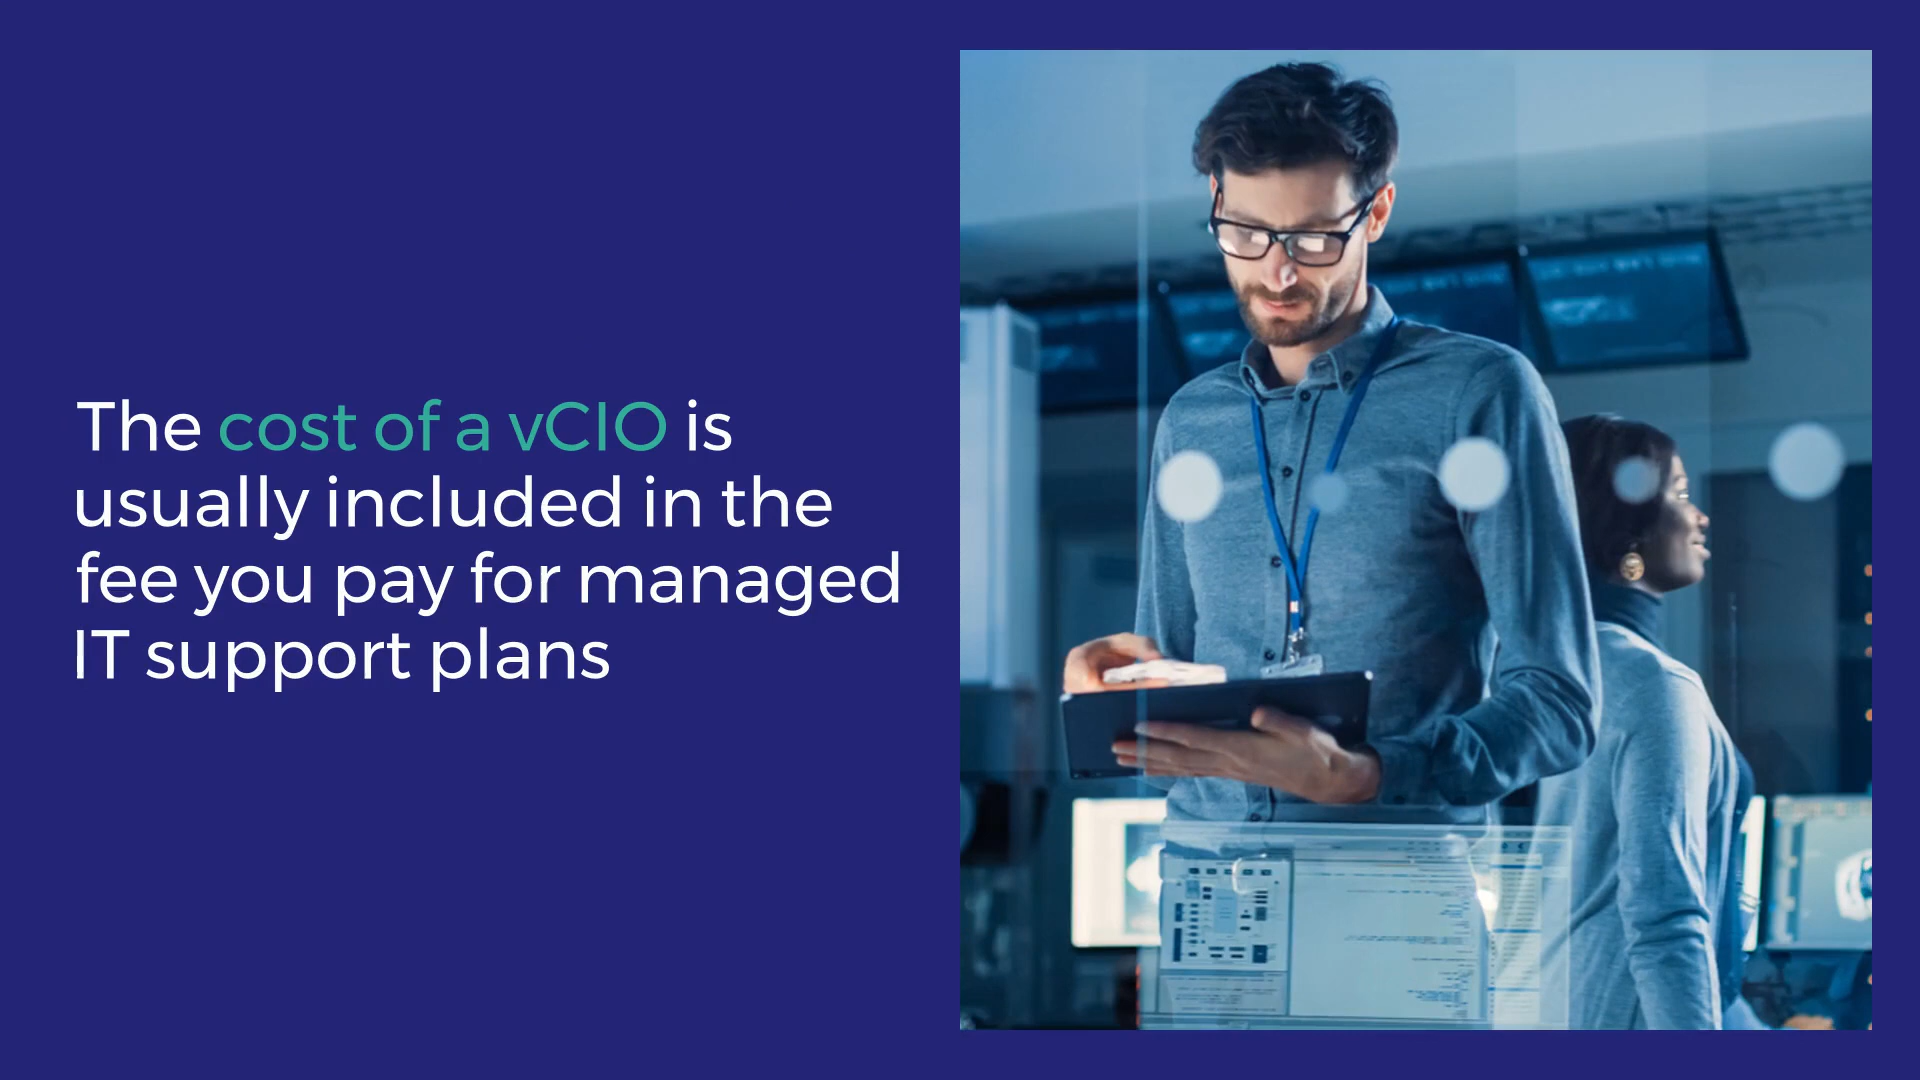 The cost of a vCIO is
usually included in the
fee you pay for managed
IT support plans